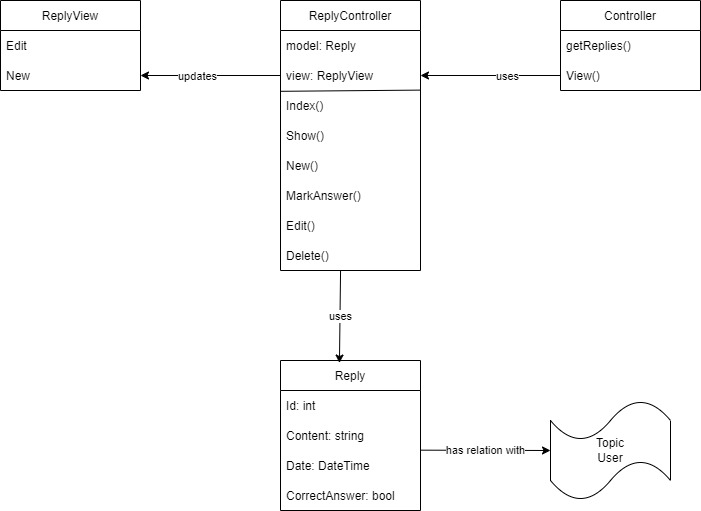 ReplyView
Edit
New
updates
ReplyController
model: Reply
view: ReplyView
Index()
Show()
New()
MarkAnswer()
Edit()
Delete()
uses
Controller
getReplies()
View()
uses
Reply
Id: int
Content: string
Date: DateTime
CorrectAnswer: bool
has relation with
Topic
User